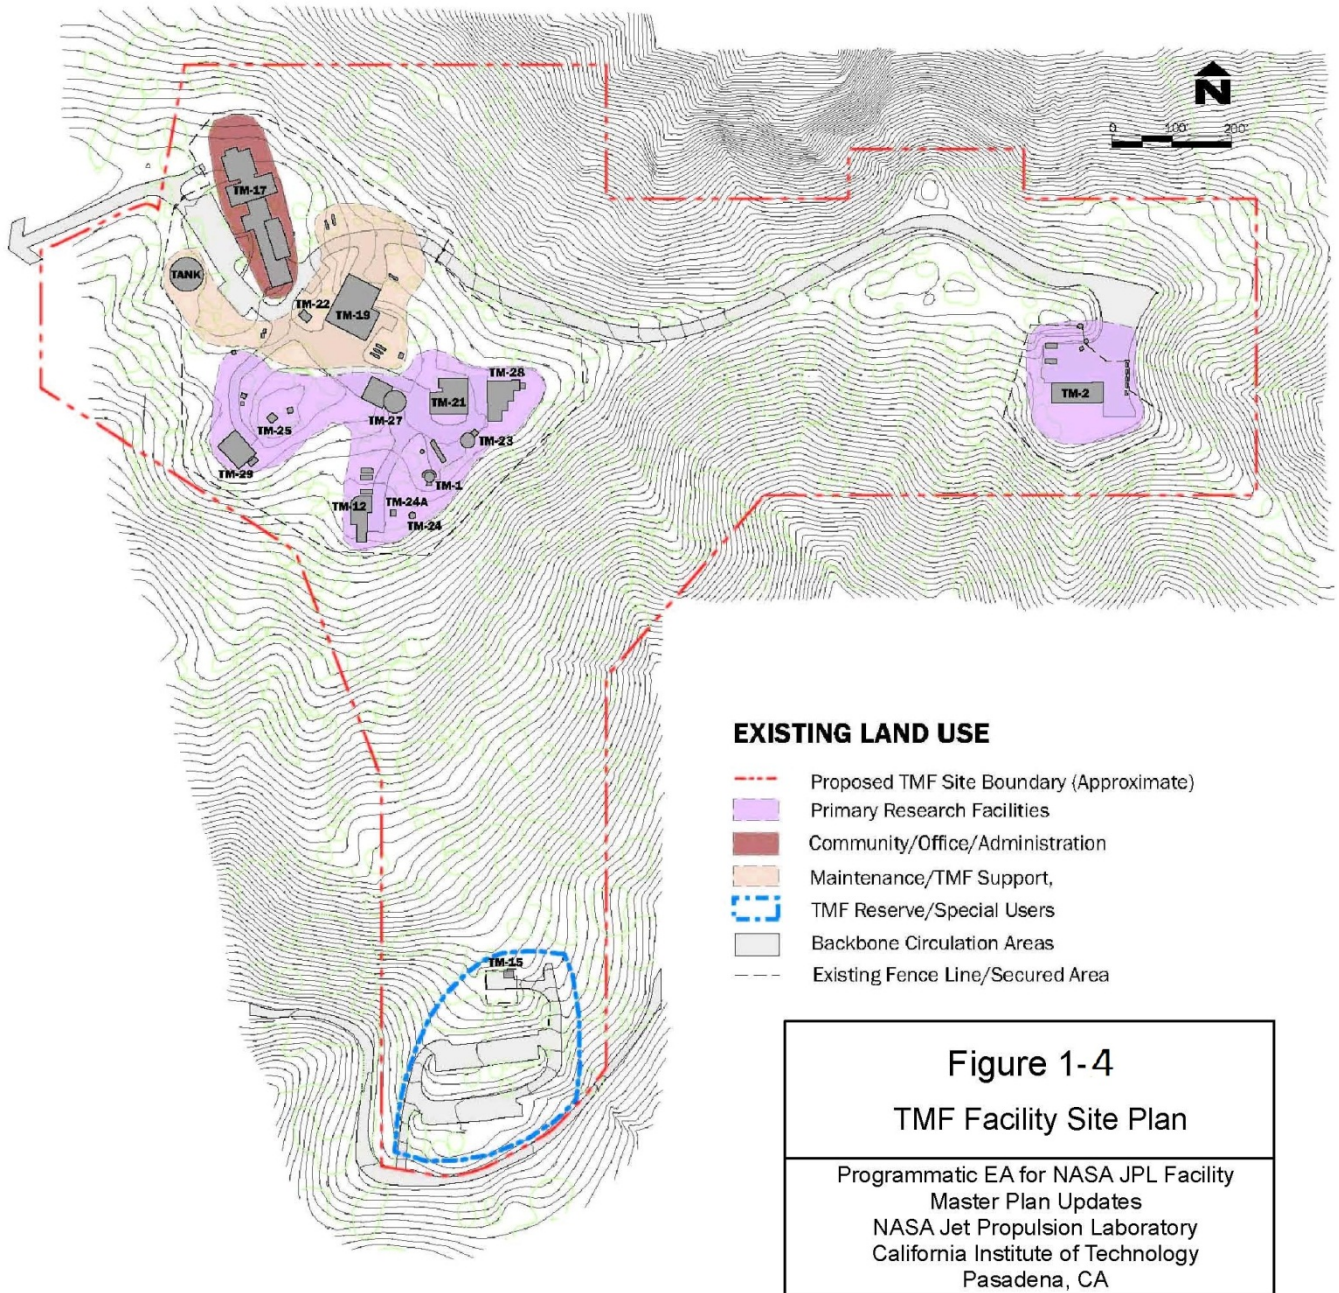 N
0 100' 200'
TM-17
TANK
TM-22
TM-19
TM-28
TM-21
TM-27
TM-25
TM-23
TM-29
TM-1
TM-24A
TM-12
TM-24
TM-2
TM-15
EXISTING LAND USE
Proposed TMF Site Boundary (Approximate)
Primary Research Facilities
Community/Office/Administration
Maintenance/TMF Support,
TMF Reserve/Special Users
Backbone Circulation Areas
Existing Fence Line/Secured Area
Figure 1-4
TMF Facility Site Plan
Programmatic EA for NASA JPL Facility
Master Plan Updates
NASA Jet Propulsion Laboratory
California Institute of Technology
Pasadena, CA